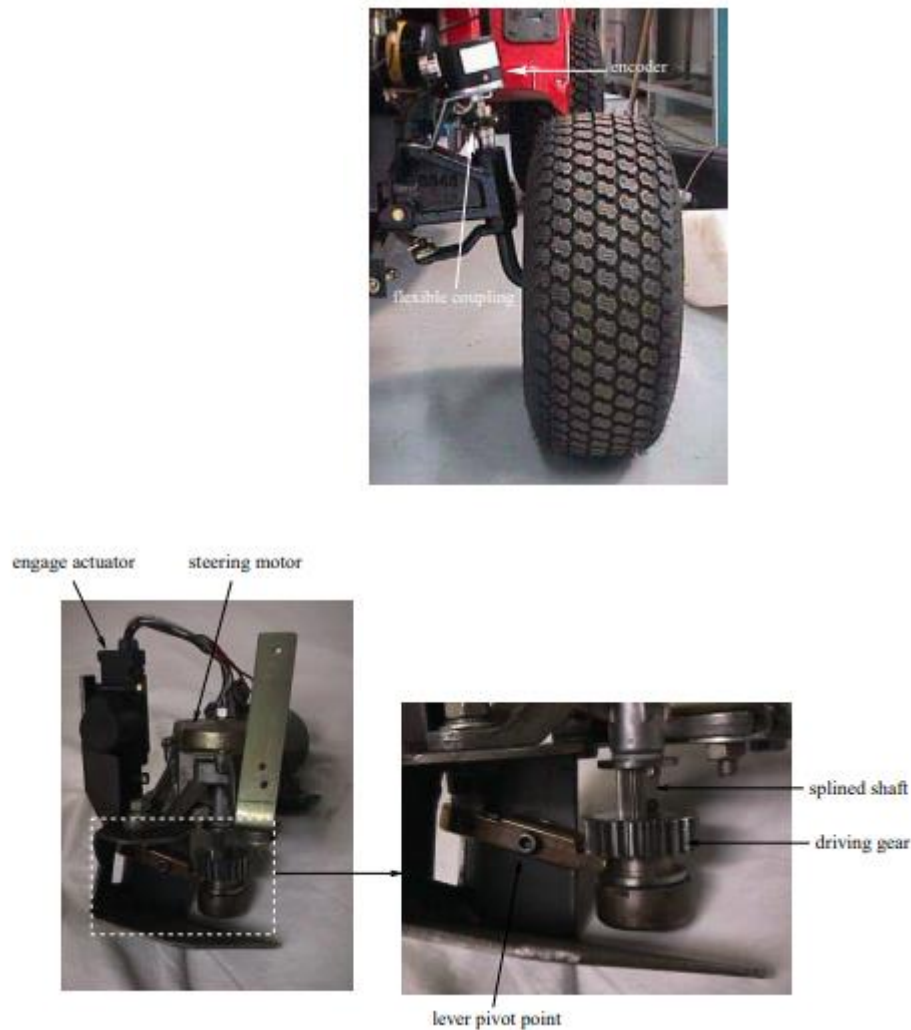 encoder
flexible coupling
engage actuator
steering motor
splined shaft
driving gear
lever pivot point